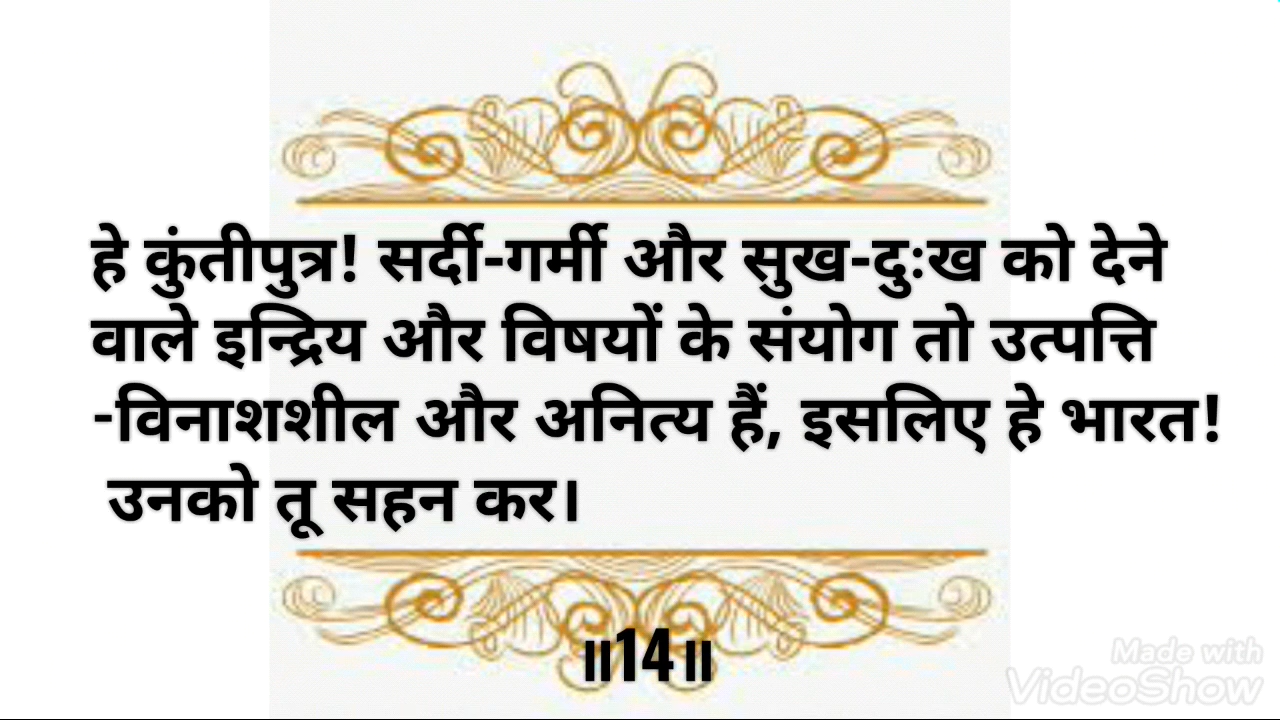 हे कुंतीपुत्र! सर्दी-गर्मी और सुख-दुःख को देने
वाले इन्द्रिय और विषयों के संयोग तो उत्पत्ति
-विनाशशील और अनित्य हैं, इसलिए हे भारत!
उनको तू सहन कर।
॥14॥
Made with
VideoShow